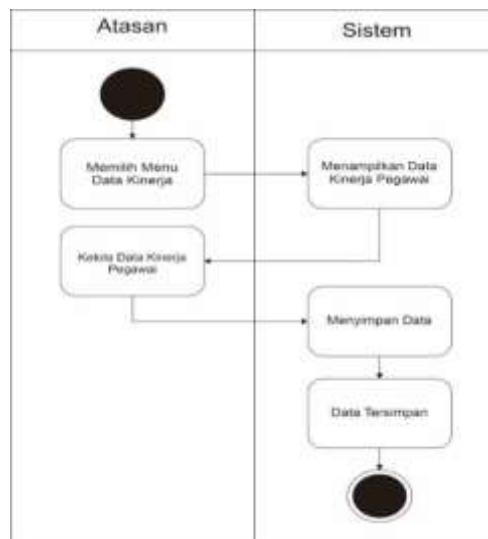 Atasan
Sistem
Memilih Menu
Data Kinerja
Menampilkan Data
Kinerja Pegawai
Kelola Data Kinerja
Pegawai
Menyimpan Data
Data Tersimpan